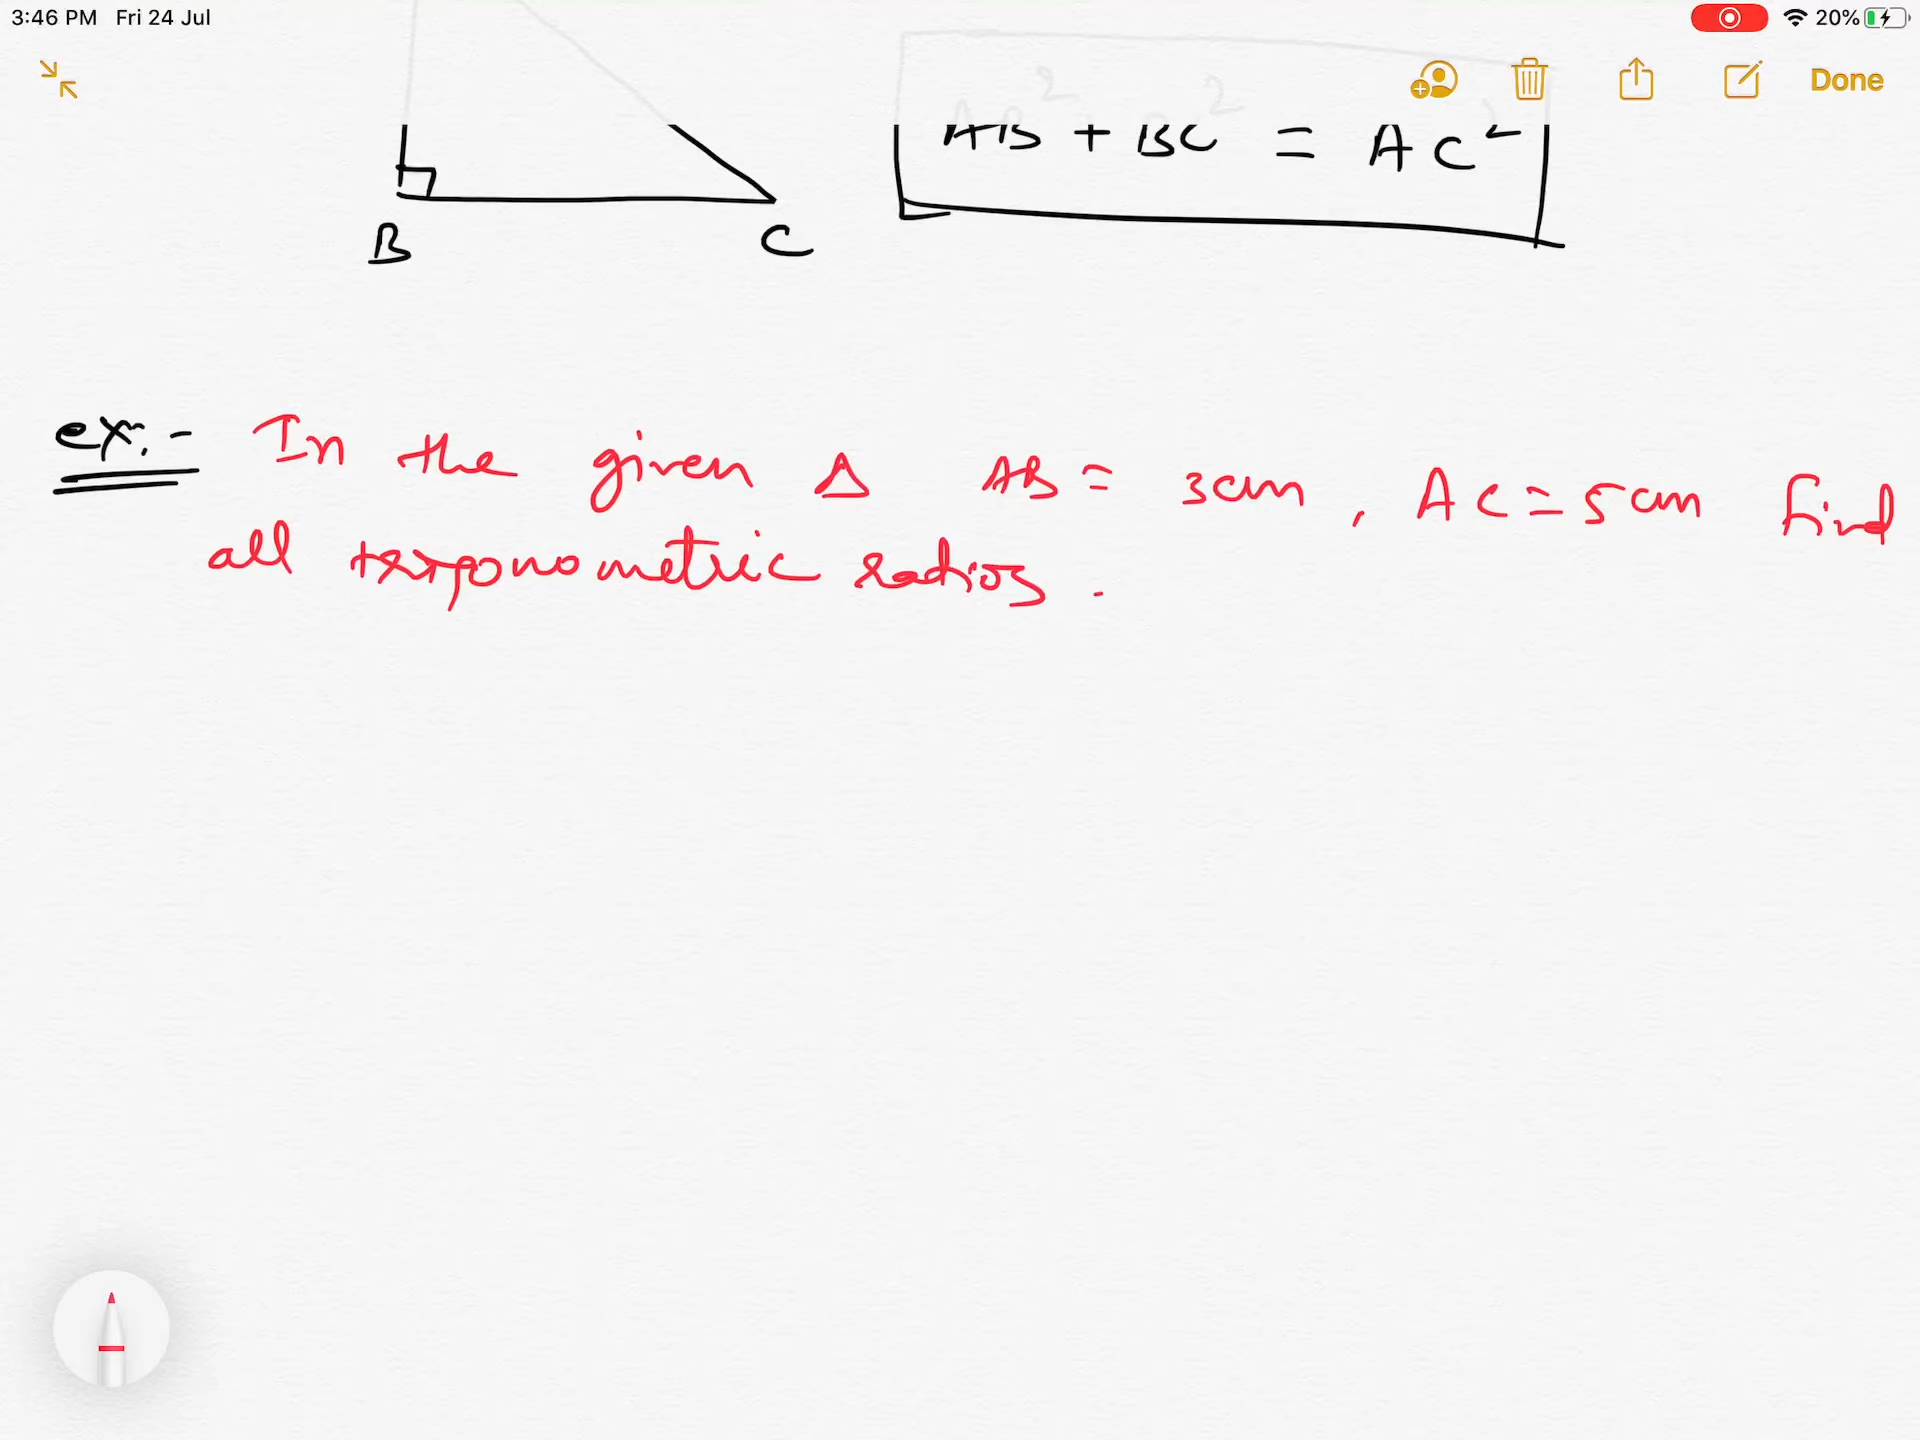 3:46 PM Fri 24 Jul
20%
Done
AB² + BC² = AC²
B
C
ex:- In the given Δ AB = 3cm, AC = 5cm find
all trigonometric ratios.